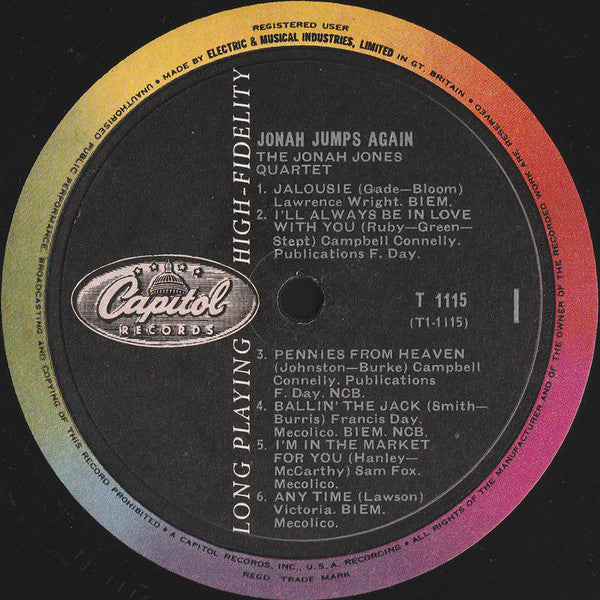 REGISTERED USER
UNAUTHORISED PUBLIC PERFORMANCE, BROADCASTING AND COPYING OF THIS RECORD PROHIBITED • A CAPITOL RECORDS, INC., U.S.A. RECORDING • ALL RIGHTS OF THE MANUFACTURER AND OF THE OWNER OF THE RECORDED WORK ARE RESERVED •
• MADE BY ELECTRIC & MUSICAL INDUSTRIES, LIMITED IN GT. BRITAIN •
REGD. TRADE MARK
LONG PLAYING HIGH-FIDELITY
Capitol
RECORDS
JONAH JUMPS AGAIN
THE JONAH JONES
QUARTET
1. JALOUSIE (Gade—Bloom)
Lawrence Wright. BIEM.
2. I'LL ALWAYS BE IN LOVE
WITH YOU (Ruby—Green—
Stept) Campbell Connelly.
Publications F. Day.
T 1115
(T1-1115)
I
3. PENNIES FROM HEAVEN
(Johnston—Burke) Campbell
Connelly. Publications
F. Day. NCB.
4. BALLIN' THE JACK (Smith—
Burris) Francis Day.
Mecolico. BIEM. NCB.
5. I'M IN THE MARKET
FOR YOU (Hanley—
McCarthy) Sam Fox.
Mecolico.
6. ANY TIME (Lawson)
Victoria. BIEM.
Mecolico.